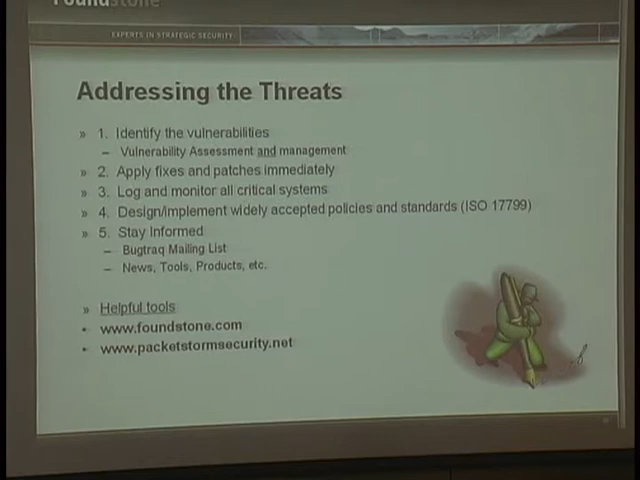 Foundstone
EXPERTS IN STRATEGIC SECURITY
Addressing the Threats
» 1. Identify the vulnerabilities
– Vulnerability Assessment and management
» 2. Apply fixes and patches immediately
» 3. Log and monitor all critical systems
» 4. Design/implement widely accepted policies and standards (ISO 17799)
» 5. Stay Informed
– Bugtraq Mailing List
– News, Tools, Products, etc.
» Helpful tools
• www.foundstone.com
• www.packetstormsecurity.net